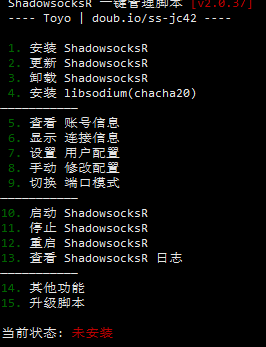 ShadowsocksR 一键管理脚本 [v2.0.37]
---- Toyo | doub.io/ss-jc42 ----
1. 安装 ShadowsocksR
2. 更新 ShadowsocksR
3. 卸载 ShadowsocksR
4. 安装 libsodium(chacha20)
————————————
5. 查看 账号信息
6. 显示 连接信息
7. 设置 用户配置
8. 手动 修改配置
9. 切换 端口模式
————————————
10. 启动 ShadowsocksR
11. 停止 ShadowsocksR
12. 重启 ShadowsocksR
13. 查看 ShadowsocksR 日志
————————————
14. 其他功能
15. 升级脚本
当前状态: 未安装